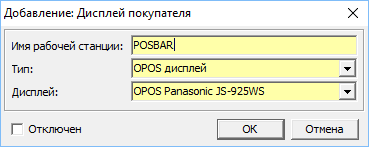 Добавление: Дисплей покупателя
Имя рабочей станции: POSBAR
Тип: OPOS дисплей
Дисплей: OPOS Panasonic JS-925WS
Отключен OK Отмена